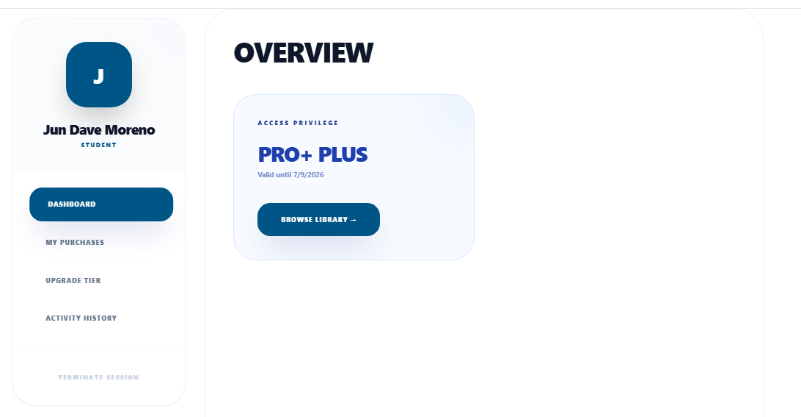 J
Jun Dave Moreno
STUDENT
DASHBOARD
MY PURCHASES
UPGRADE TIER
ACTIVITY HISTORY
TERMINATE SESSION
OVERVIEW
ACCESS PRIVILEGE
PRO+ PLUS
Valid until 7/9/2026
BROWSE LIBRARY →